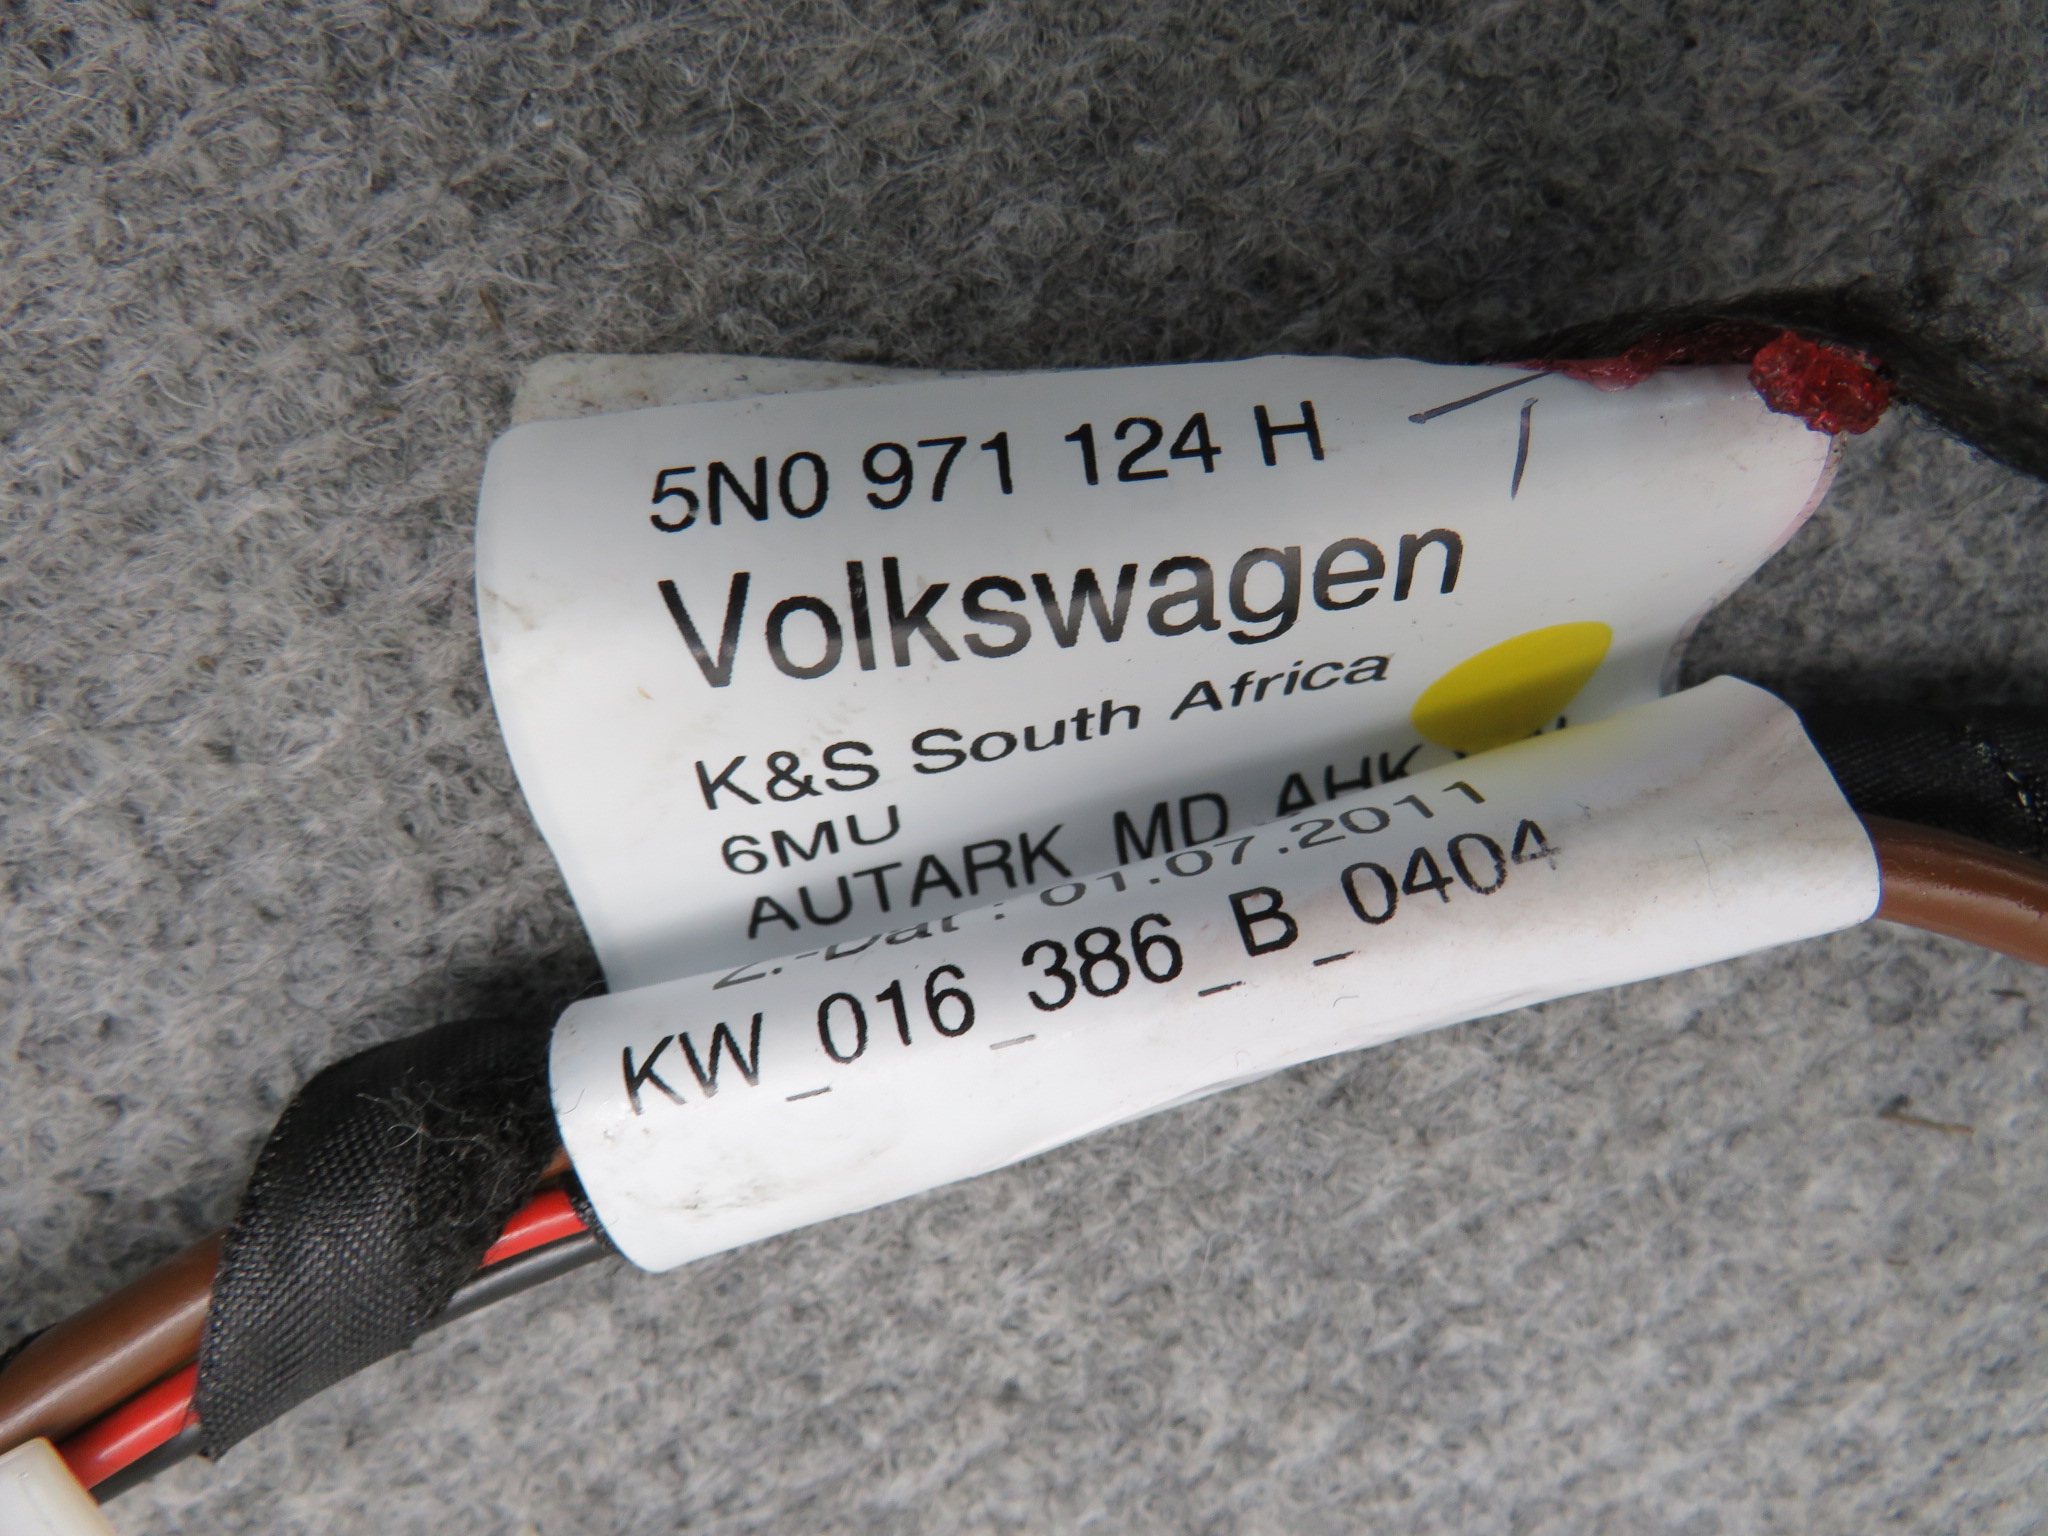 5N0 971 124 H
Volkswagen
K&S South Africa
6MU
AUTARK MD AHK
Z.-Dat : 01.07.2011
KW_016_386_B_0404